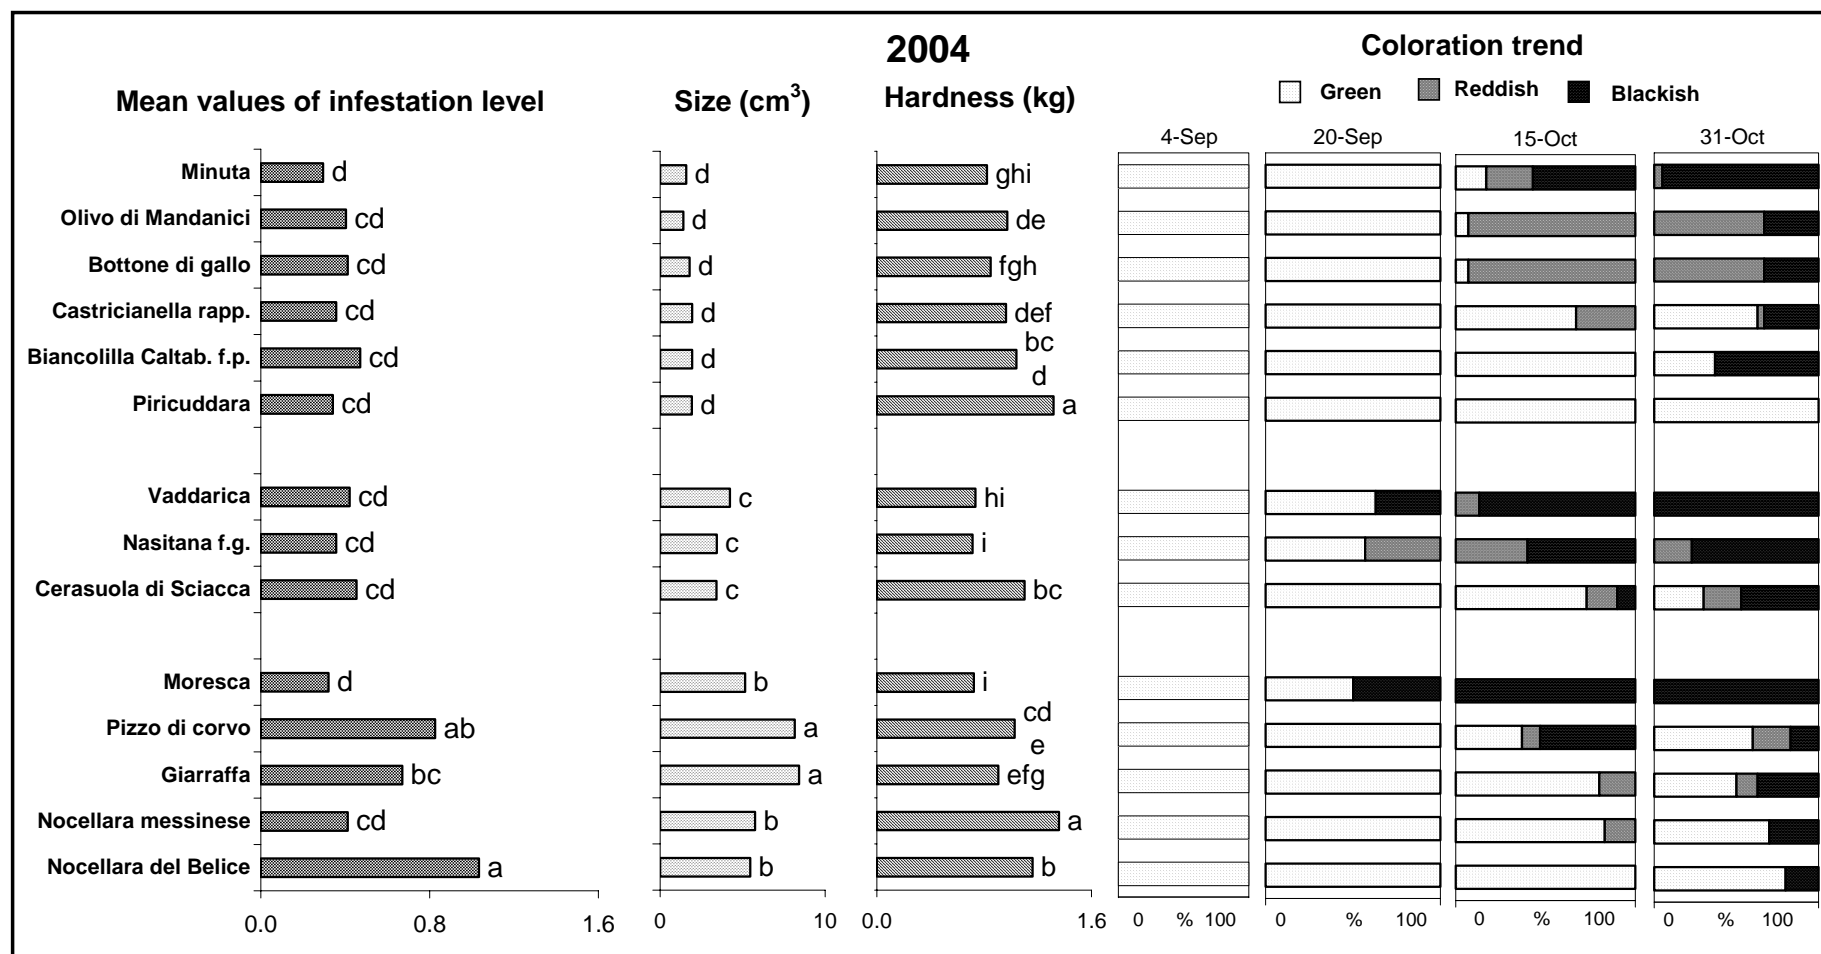 2004
Coloration trend
Green Reddish Blackish
Mean values of infestation level Size (cm³) Hardness (kg)
4-Sep 20-Sep 15-Oct 31-Oct
Minuta d d ghi
Olivo di Mandanici cd d de
Bottone di gallo cd d fgh
Castricianella rapp. cd d def
Biancolilla Caltab. f.p. cd d bc
d
Piricuddara cd d a
Vaddarica cd c hi
Nasitana f.g. cd c i
Cerasuola di Sciacca cd c bc
Moresca d b i
Pizzo di corvo ab a cd
e
Giarraffa bc a efg
Nocellara messinese cd b a
Nocellara del Belice a b b
0.0 0.8 1.6 0 10 0.0 1.6 0 % 100 0 % 100 0 % 100 0 % 100